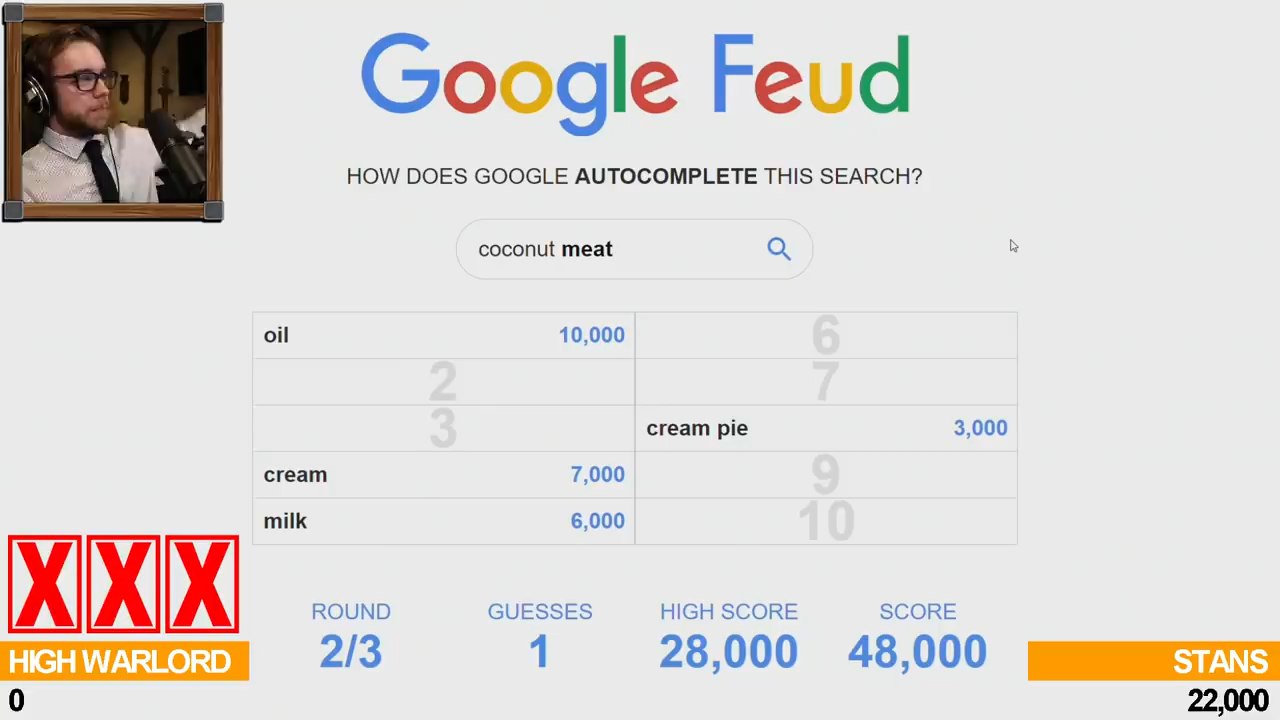 Google Feud
HOW DOES GOOGLE AUTOCOMPLETE THIS SEARCH?
coconut meat
oil 10,000
2
3
cream 7,000
milk 6,000
6
7
cream pie 3,000
9
10
XXX
HIGH WARLORD
0
ROUND
2/3
GUESSES
1
HIGH SCORE
28,000
SCORE
48,000
STANS
22,000